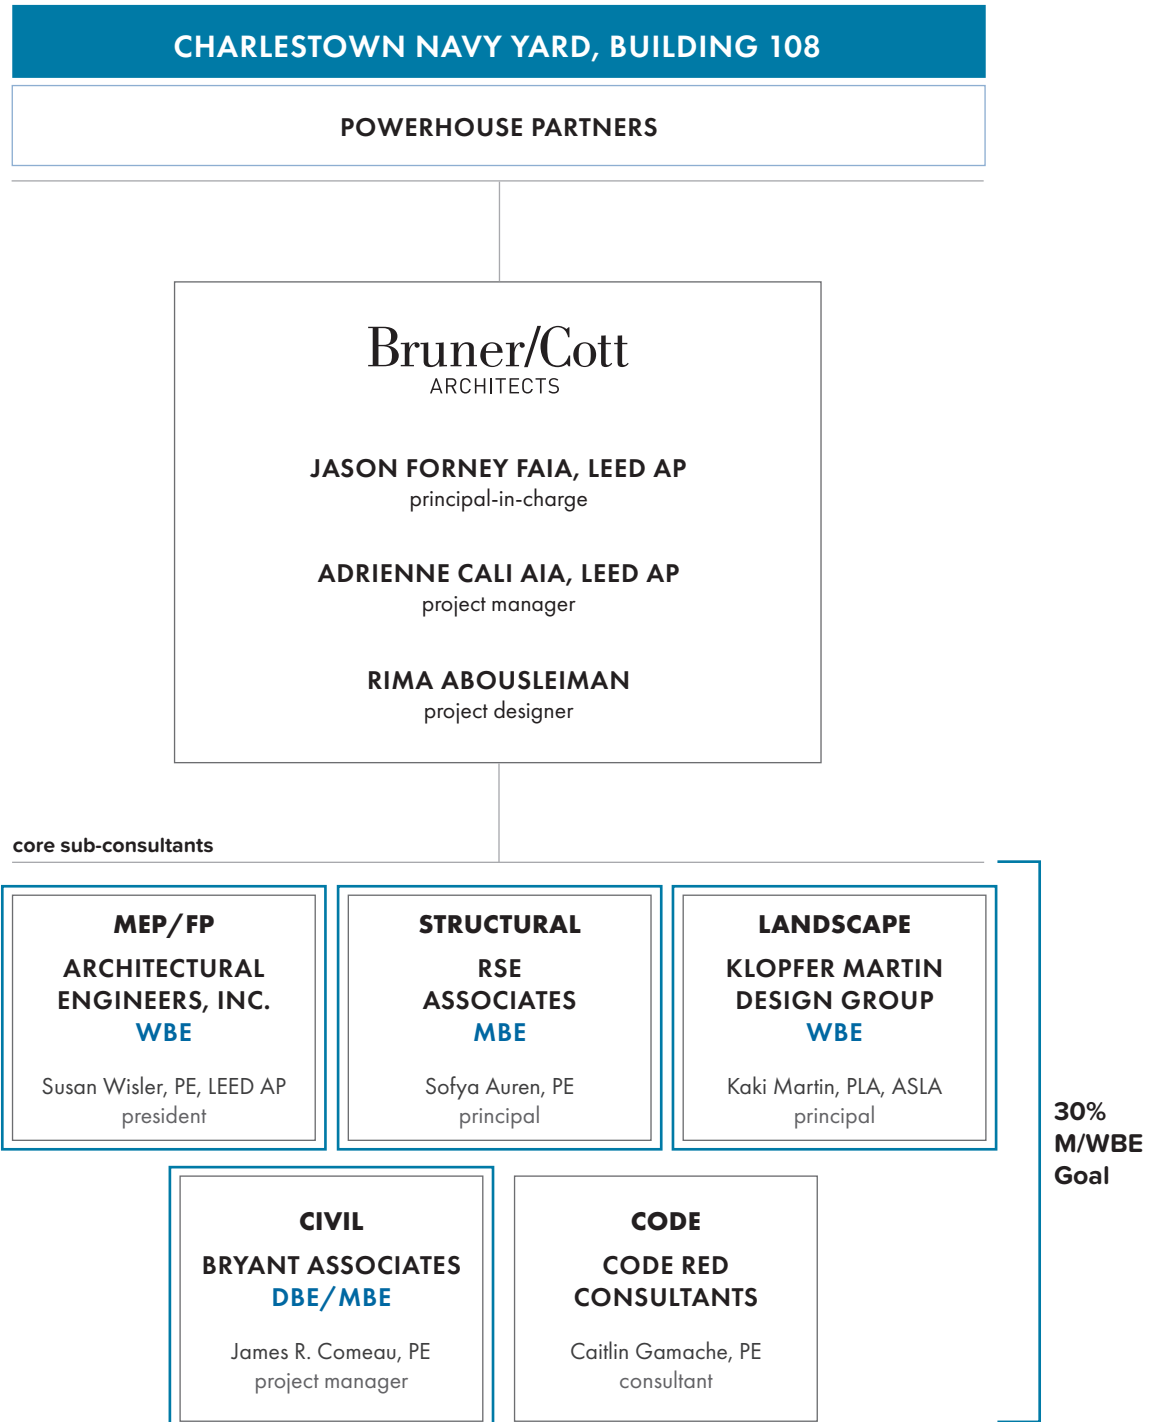 CHARLESTOWN NAVY YARD, BUILDING 108
POWERHOUSE PARTNERS
Bruner/Cott
ARCHITECTS
JASON FORNEY FAIA, LEED AP
principal-in-charge
ADRIENNE CALI AIA, LEED AP
project manager
RIMA ABOUSLEIMAN
project designer
core sub-consultants
MEP/FP
ARCHITECTURAL
ENGINEERS, INC.
WBE
Susan Wisler, PE, LEED AP
president
STRUCTURAL
RSE
ASSOCIATES
MBE
Sofya Auren, PE
principal
LANDSCAPE
KLOPFER MARTIN
DESIGN GROUP
WBE
Kaki Martin, PLA, ASLA
principal
30%
M/WBE
Goal
CIVIL
BRYANT ASSOCIATES
DBE/MBE
James R. Comeau, PE
project manager
CODE
CODE RED
CONSULTANTS
Caitlin Gamache, PE
consultant